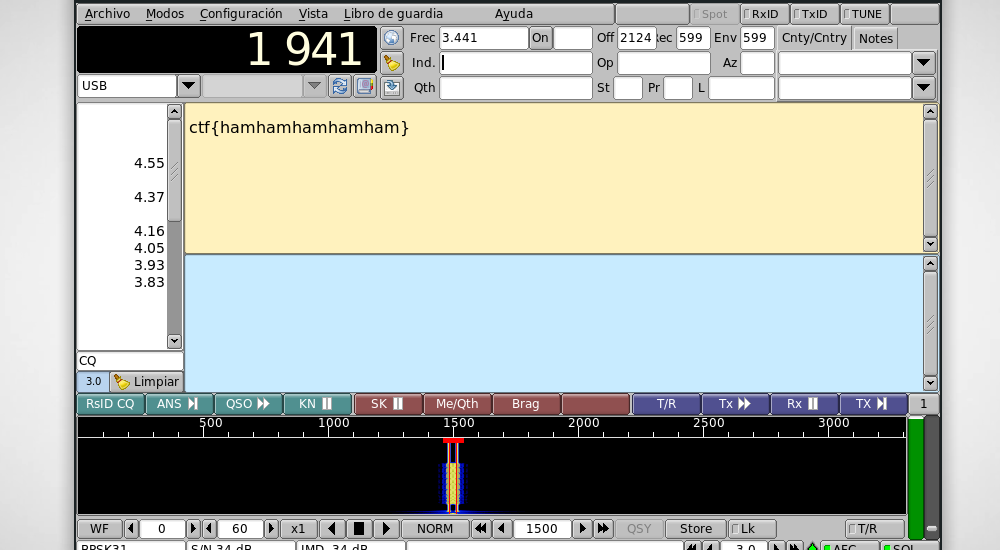 Archivo Modos Configuración Vista Libro de guardia Ayuda Spot RxID TxID TUNE
1 941 Frec 3.441 On Off 2124 Rec 599 Env 599 Cnty/Cntry Notes
Ind. Op Az
USB Qth St Pr L
ctf{hamhamhamhamham}
4.55
4.37
4.16
4.05
3.93
3.83
CQ
3.0 Limpiar
RsID CQ ANS QSO KN SK Me/Qth Brag T/R Tx Rx TX 1
500 1000 1500 2000 2500 3000
WF 0 60 x1 NORM 1500 QSY Store Lk T/R
BPSK31 S/N 34 dB IMD -34 dB 3.0 AFC SQL